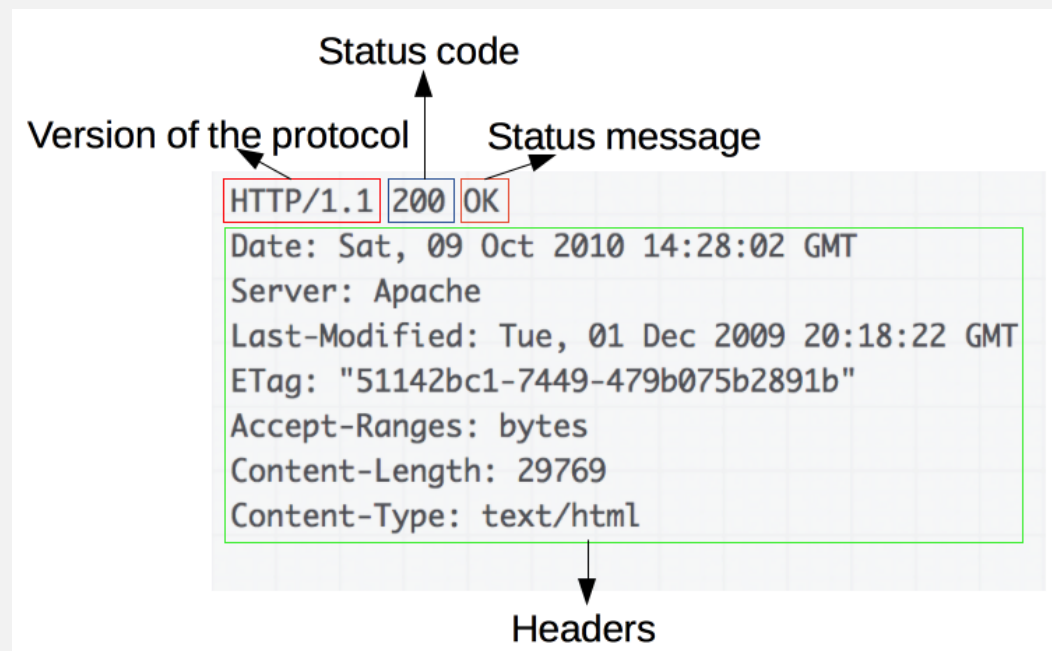 Status code
Version of the protocol
Status message
HTTP/1.1 200 OK
Date: Sat, 09 Oct 2010 14:28:02 GMT
Server: Apache
Last-Modified: Tue, 01 Dec 2009 20:18:22 GMT
ETag: "51142bc1-7449-479b075b2891b"
Accept-Ranges: bytes
Content-Length: 29769
Content-Type: text/html
Headers